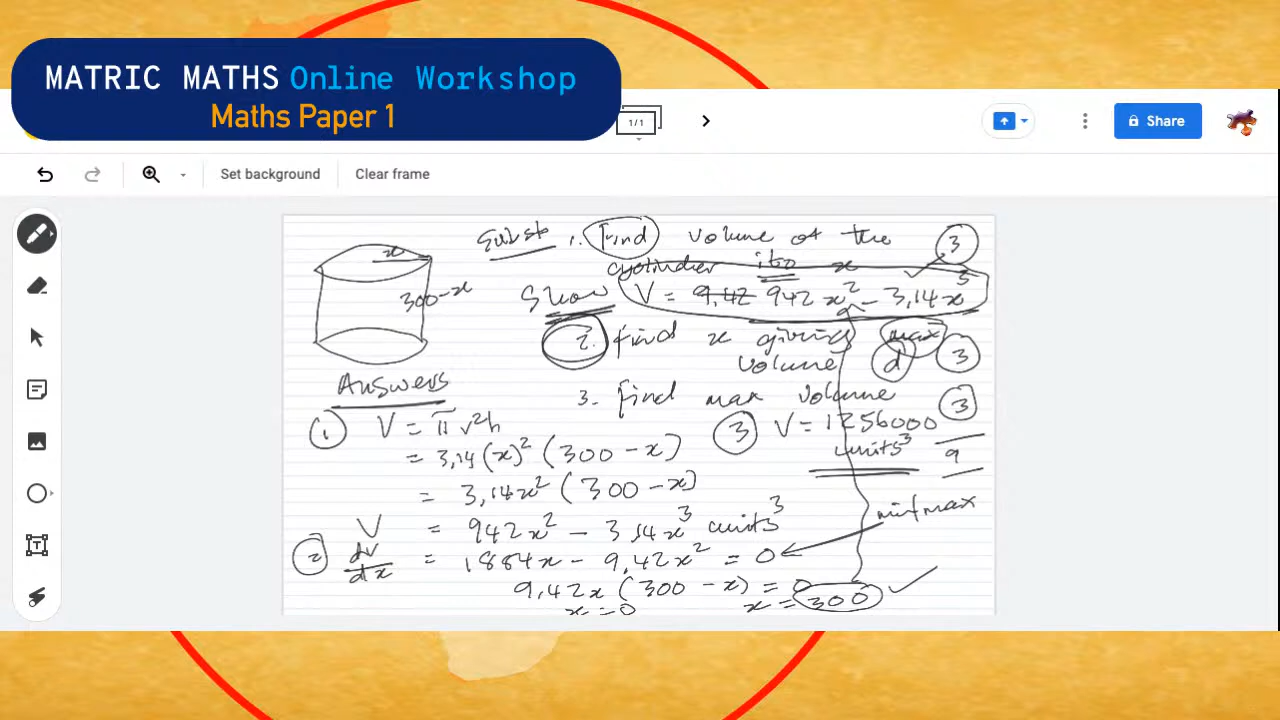 MATRIC MATHS Online Workshop
Maths Paper 1
1/1
Share
Set background
Clear frame
Subst 1. Find volume of the 3
cylinder ito x
Show V = 9,42 942x² - 3,14x³
2. find x giving max
volume d 3
3. Find max volume 3
x
300-x
Answers
1 V = πr²h
= 3,14(x)² (300 - x)
= 3,14x² (300 - x)
V = 942x² - 3,14x³ units³
2 dV/dx = 1884x - 9,42x² = 0
9,42x (300 - x) = 0
x = 0 x = 300
3 V = 1256000
units³
9
min/max
T